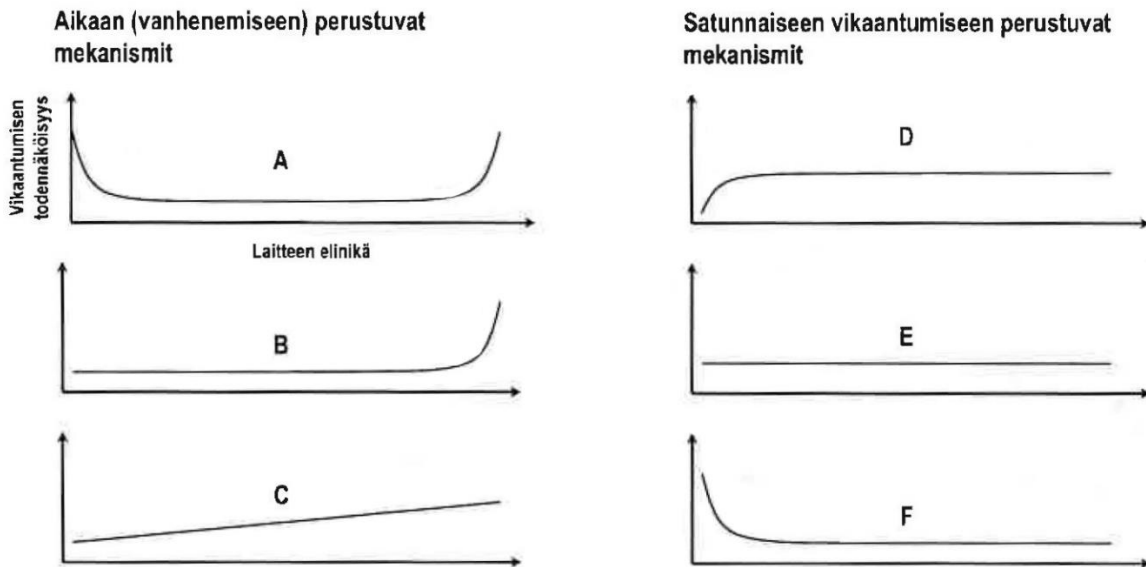 Aikaan (vanhenemiseen) perustuvat
mekanismit
Vikaantumisen
todennäköisyys
A
Laitteen elinikä
B
C
Satunnaiseen vikaantumiseen perustuvat
mekanismit
D
E
F